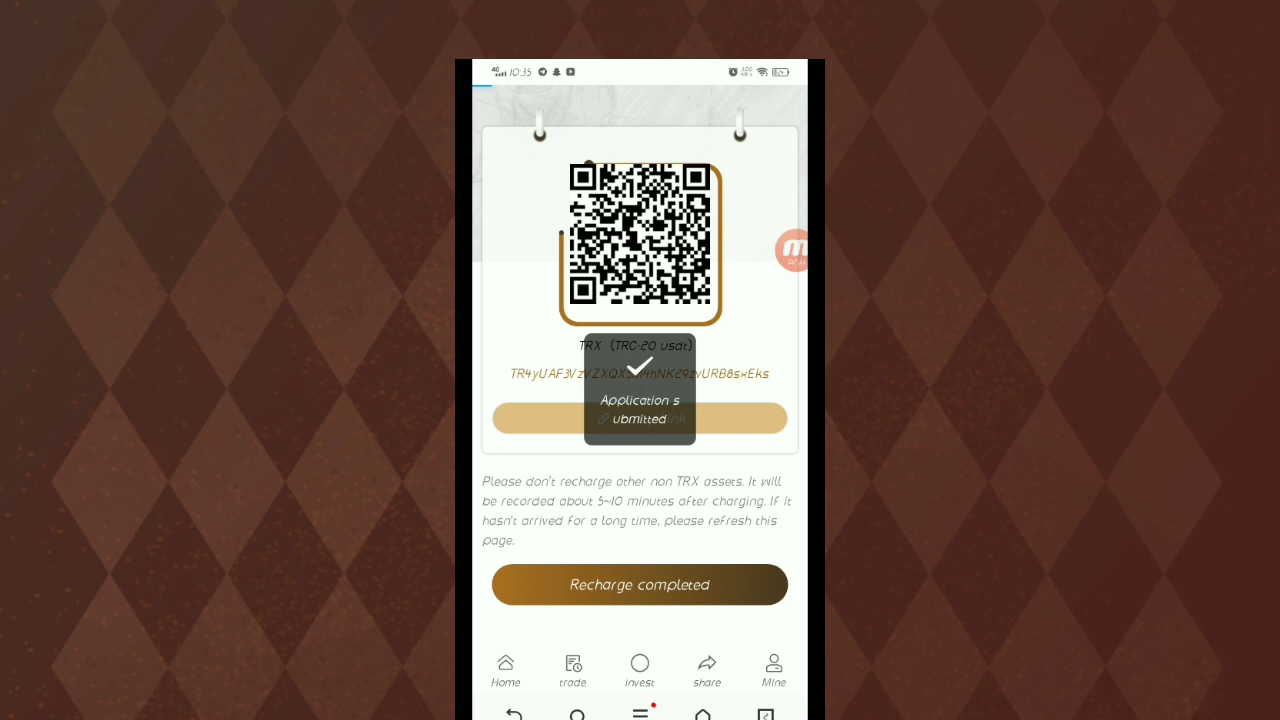 4G 10:35
TRX (TRC-20 usdt)
Application s
ubmitted
Please don't recharge other non TRX assets. It will
be recorded about 5~10 minutes after charging. If it
hasn't arrived for a long time, please refresh this
page.
Recharge completed
Home trade invest share Mine